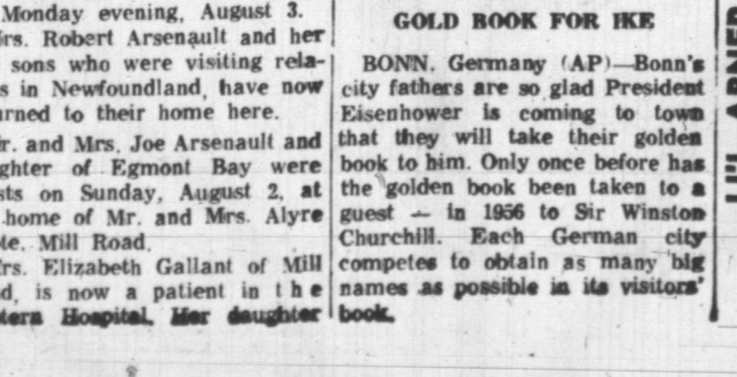 Monday evening, August 3.
rs. Robert Arsenault and her
sons who were visiting rela-
s in Newfoundland, have now
urned to their home here.
r. and Mrs. Joe Arsenault and
ghter of Egmont Bay were
sts on Sunday, August 2, at
home of Mr. and Mrs. Alyre
te, Mill Road.
rs. Elizabeth Gallant of Mill
d, is now a patient in the
tern Hospital. Her daughter
GOLD BOOK FOR IKE
BONN, Germany (AP)—Bonn's
city fathers are so glad President
Eisenhower is coming to town
that they will take their golden
book to him. Only once before has
the golden book been taken to a
guest — in 1956 to Sir Winston
Churchill. Each German city
competes to obtain as many big
names as possible in its visitors'
book.
LI'L ABNER